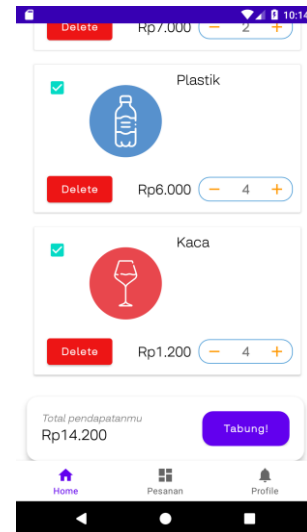 10:14
Delete Rp7.000 − 2 +
Plastik
Delete Rp6.000 − 4 +
Kaca
Delete Rp1.200 − 4 +
Total pendapatanmu
Rp14.200
Tabung!
Home Pesanan Profile